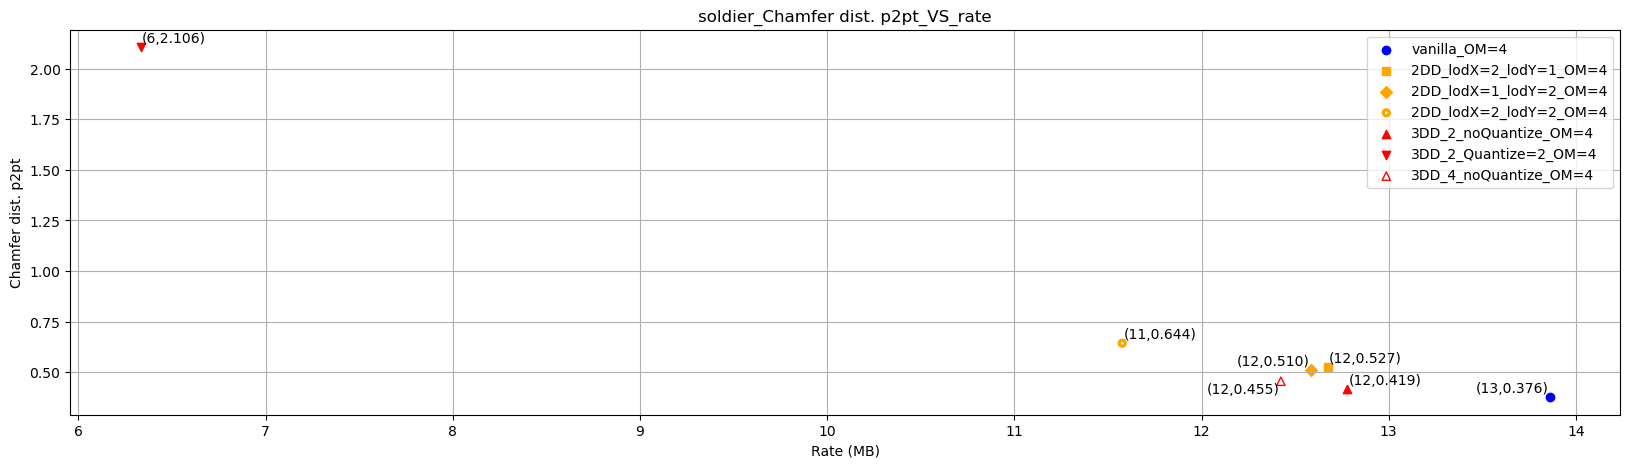 soldier_Chamfer dist. p2pt_VS_rate
(6,2.106)
vanilla_OM=4
2DD_lodX=2_lodY=1_OM=4
2DD_lodX=1_lodY=2_OM=4
2DD_lodX=2_lodY=2_OM=4
3DD_2_noQuantize_OM=4
3DD_2_Quantize=2_OM=4
3DD_4_noQuantize_OM=4
2.00
1.75
1.50
1.25
1.00
0.75
0.50
Chamfer dist. p2pt
(11,0.644)
(12,0.510)
(12,0.527)
(12,0.455)
(12,0.419)
(13,0.376)
6 7 8 9 10 11 12 13 14
Rate (MB)